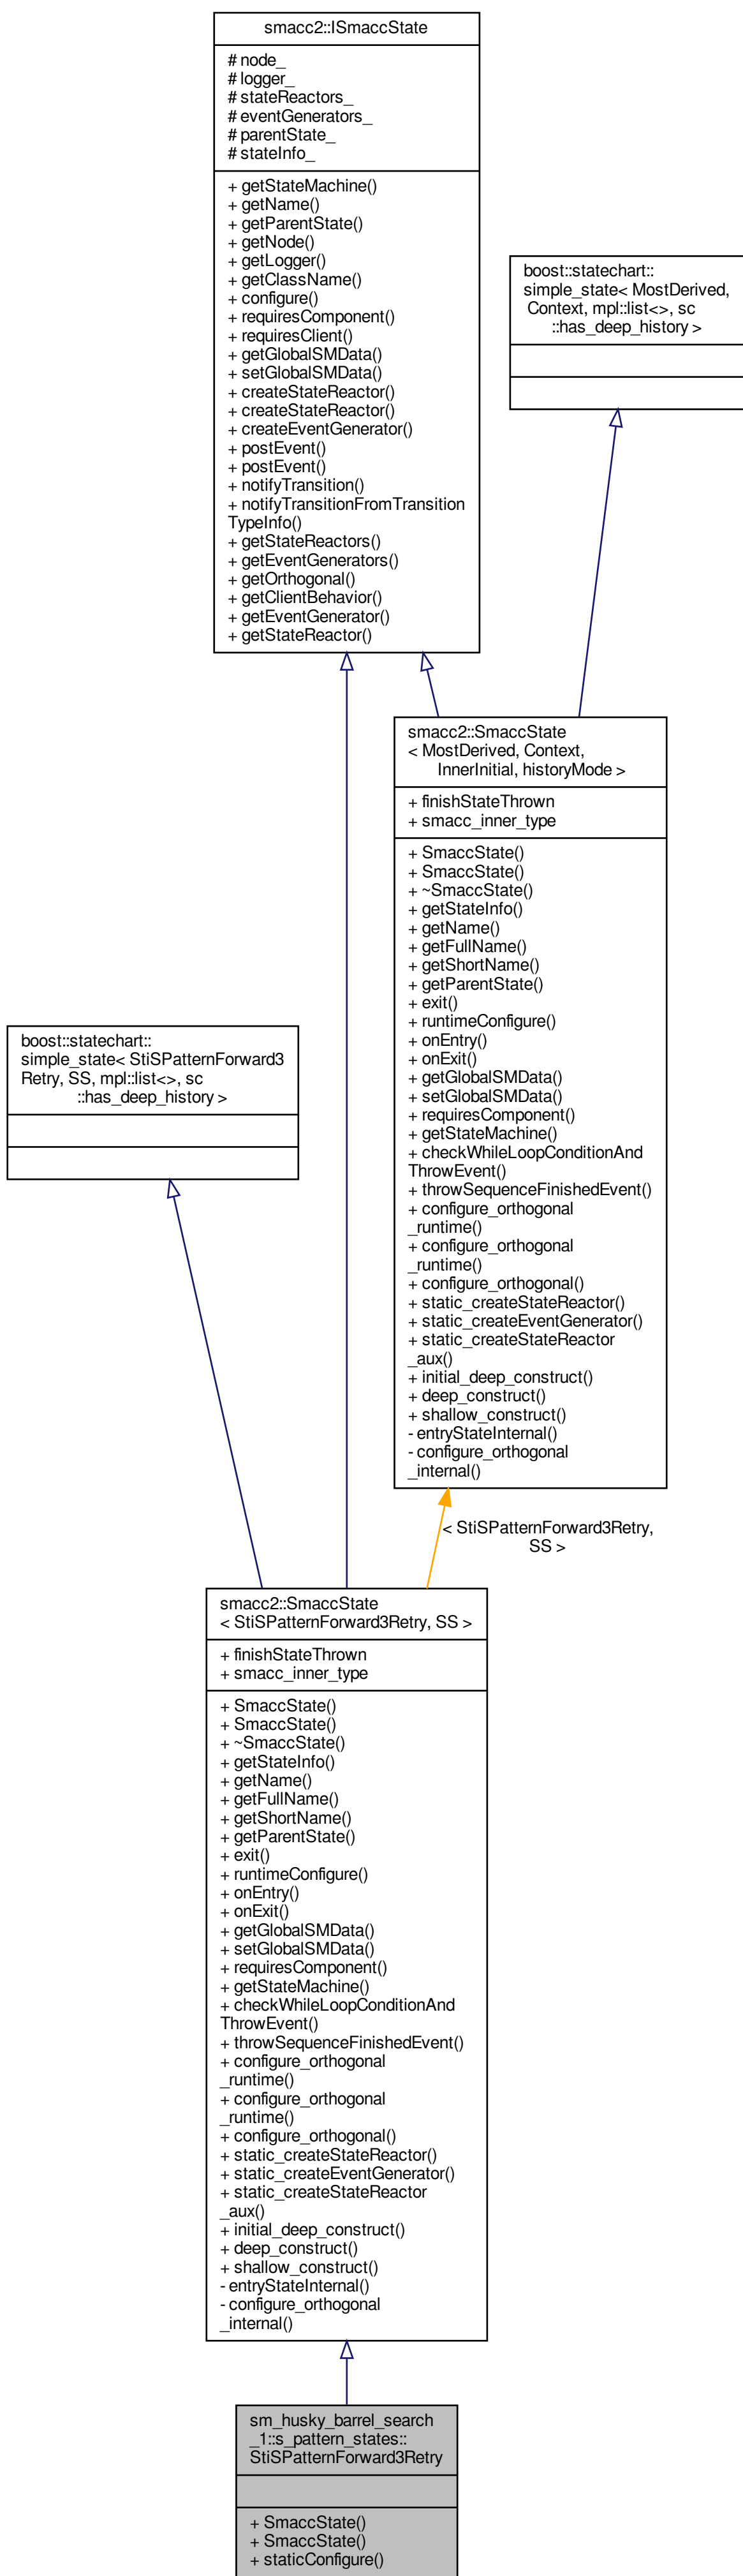 smacc2::ISmaccState
# node_
# logger_
# stateReactors_
# eventGenerators_
# parentState_
# stateInfo_
+ getStateMachine()
+ getName()
+ getParentState()
+ getNode()
+ getLogger()
+ getClassName()
+ configure()
+ requiresComponent()
+ requiresClient()
+ getGlobalSMData()
+ setGlobalSMData()
+ createStateReactor()
+ createStateReactor()
+ createEventGenerator()
+ postEvent()
+ postEvent()
+ notifyTransition()
+ notifyTransitionFromTransition
TypeInfo()
+ getStateReactors()
+ getEventGenerators()
+ getOrthogonal()
+ getClientBehavior()
+ getEventGenerator()
+ getStateReactor()
boost::statechart::
simple_state< MostDerived,
Context, mpl::list<>, sc
::has_deep_history >
smacc2::SmaccState
< MostDerived, Context,
InnerInitial, historyMode >
+ finishStateThrown
+ smacc_inner_type
+ SmaccState()
+ SmaccState()
+ ~SmaccState()
+ getStateInfo()
+ getName()
+ getFullName()
+ getShortName()
+ getParentState()
+ exit()
+ runtimeConfigure()
+ onEntry()
+ onExit()
+ getGlobalSMData()
+ setGlobalSMData()
+ requiresComponent()
+ getStateMachine()
+ checkWhileLoopConditionAnd
ThrowEvent()
+ throwSequenceFinishedEvent()
+ configure_orthogonal
_runtime()
+ configure_orthogonal
_runtime()
+ configure_orthogonal()
+ static_createStateReactor()
+ static_createEventGenerator()
+ static_createStateReactor
_aux()
+ initial_deep_construct()
+ deep_construct()
+ shallow_construct()
- entryStateInternal()
- configure_orthogonal
_internal()
boost::statechart::
simple_state< StiSPatternForward3
Retry, SS, mpl::list<>, sc
::has_deep_history >
< StiSPatternForward3Retry,
SS >
smacc2::SmaccState
< StiSPatternForward3Retry, SS >
+ finishStateThrown
+ smacc_inner_type
+ SmaccState()
+ SmaccState()
+ ~SmaccState()
+ getStateInfo()
+ getName()
+ getFullName()
+ getShortName()
+ getParentState()
+ exit()
+ runtimeConfigure()
+ onEntry()
+ onExit()
+ getGlobalSMData()
+ setGlobalSMData()
+ requiresComponent()
+ getStateMachine()
+ checkWhileLoopConditionAnd
ThrowEvent()
+ throwSequenceFinishedEvent()
+ configure_orthogonal
_runtime()
+ configure_orthogonal
_runtime()
+ configure_orthogonal()
+ static_createStateReactor()
+ static_createEventGenerator()
+ static_createStateReactor
_aux()
+ initial_deep_construct()
+ deep_construct()
+ shallow_construct()
- entryStateInternal()
- configure_orthogonal
_internal()
sm_husky_barrel_search
_1::s_pattern_states::
StiSPatternForward3Retry
+ SmaccState()
+ SmaccState()
+ staticConfigure()